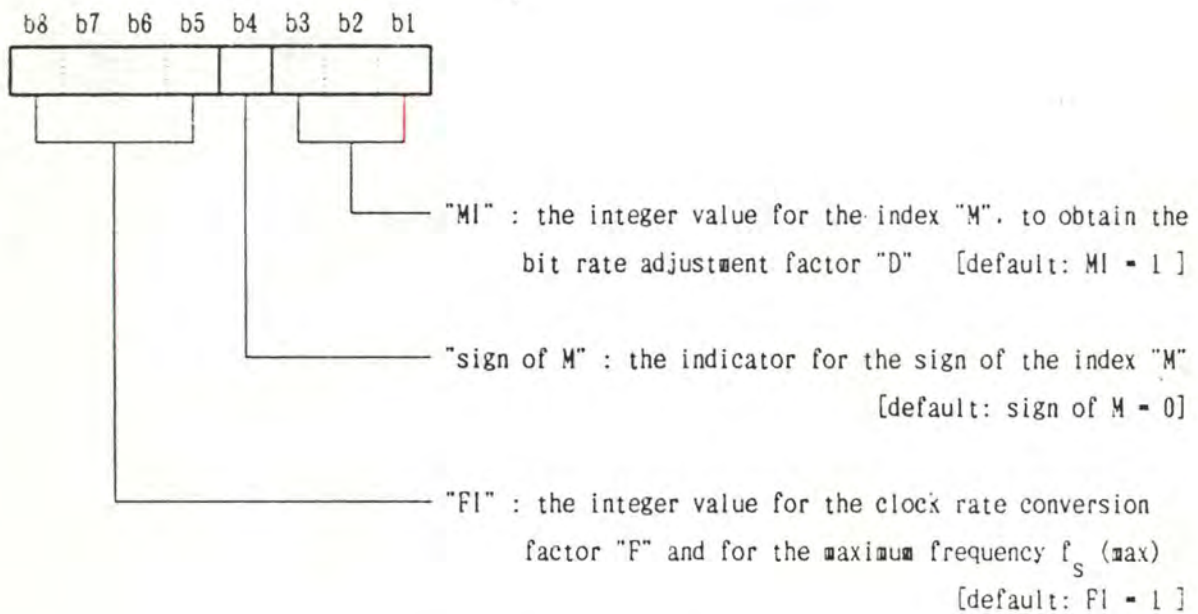 b8 b7 b6 b5 b4 b3 b2 b1
"MI" : the integer value for the index "M", to obtain the
bit rate adjustment factor "D" [default: MI = 1 ]
"sign of M" : the indicator for the sign of the index "M"
[default: sign of M = 0]
"FI" : the integer value for the clock rate conversion
factor "F" and for the maximum frequency f_S (max)
[default: FI = 1 ]